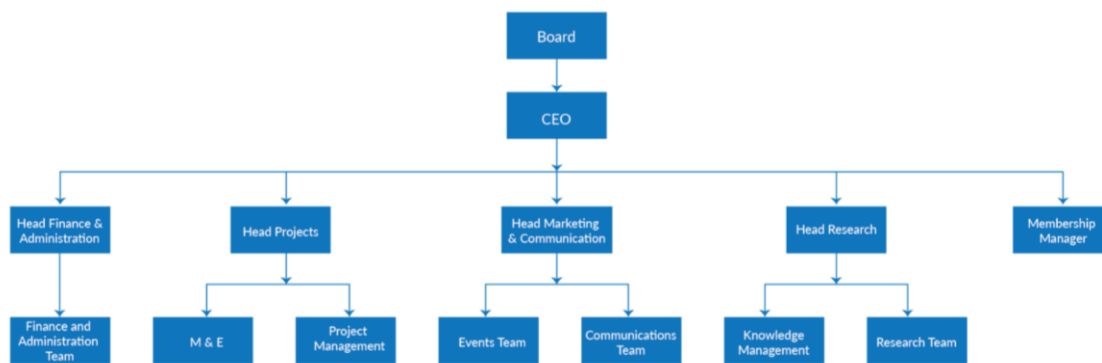 Board
CEO
Head Finance &
Administration
Head Projects
Head Marketing
& Communication
Head Research
Membership
Manager
Finance and
Administration
Team
M & E
Project
Management
Events Team
Communications
Team
Knowledge
Management
Research Team